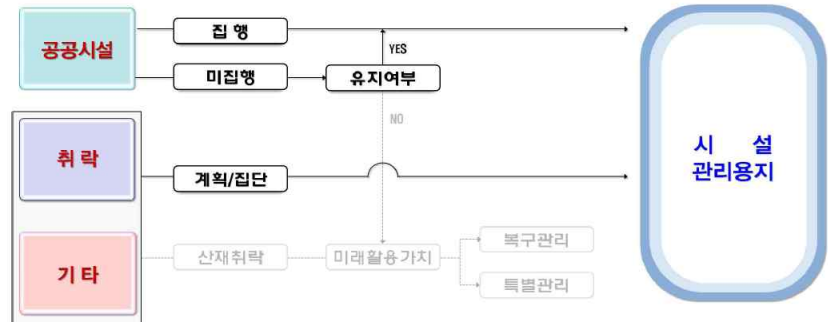 공공시설
집 행
YES
미집행
유지여부
NO
취 락
계획/집단
시 설
관리용지
복구관리
산재취락
미래활용가치
기 타
특별관리